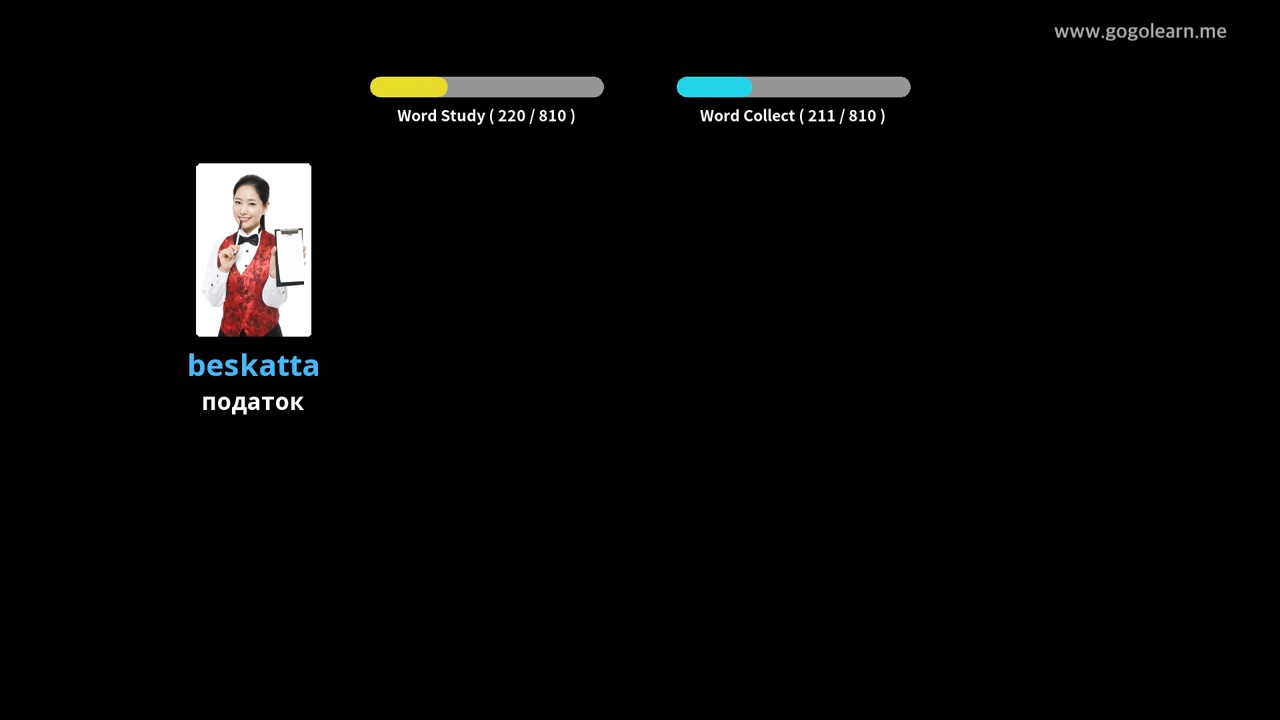 www.gogolearn.me
Word Study ( 220 / 810 )
Word Collect ( 211 / 810 )
beskatta
податок